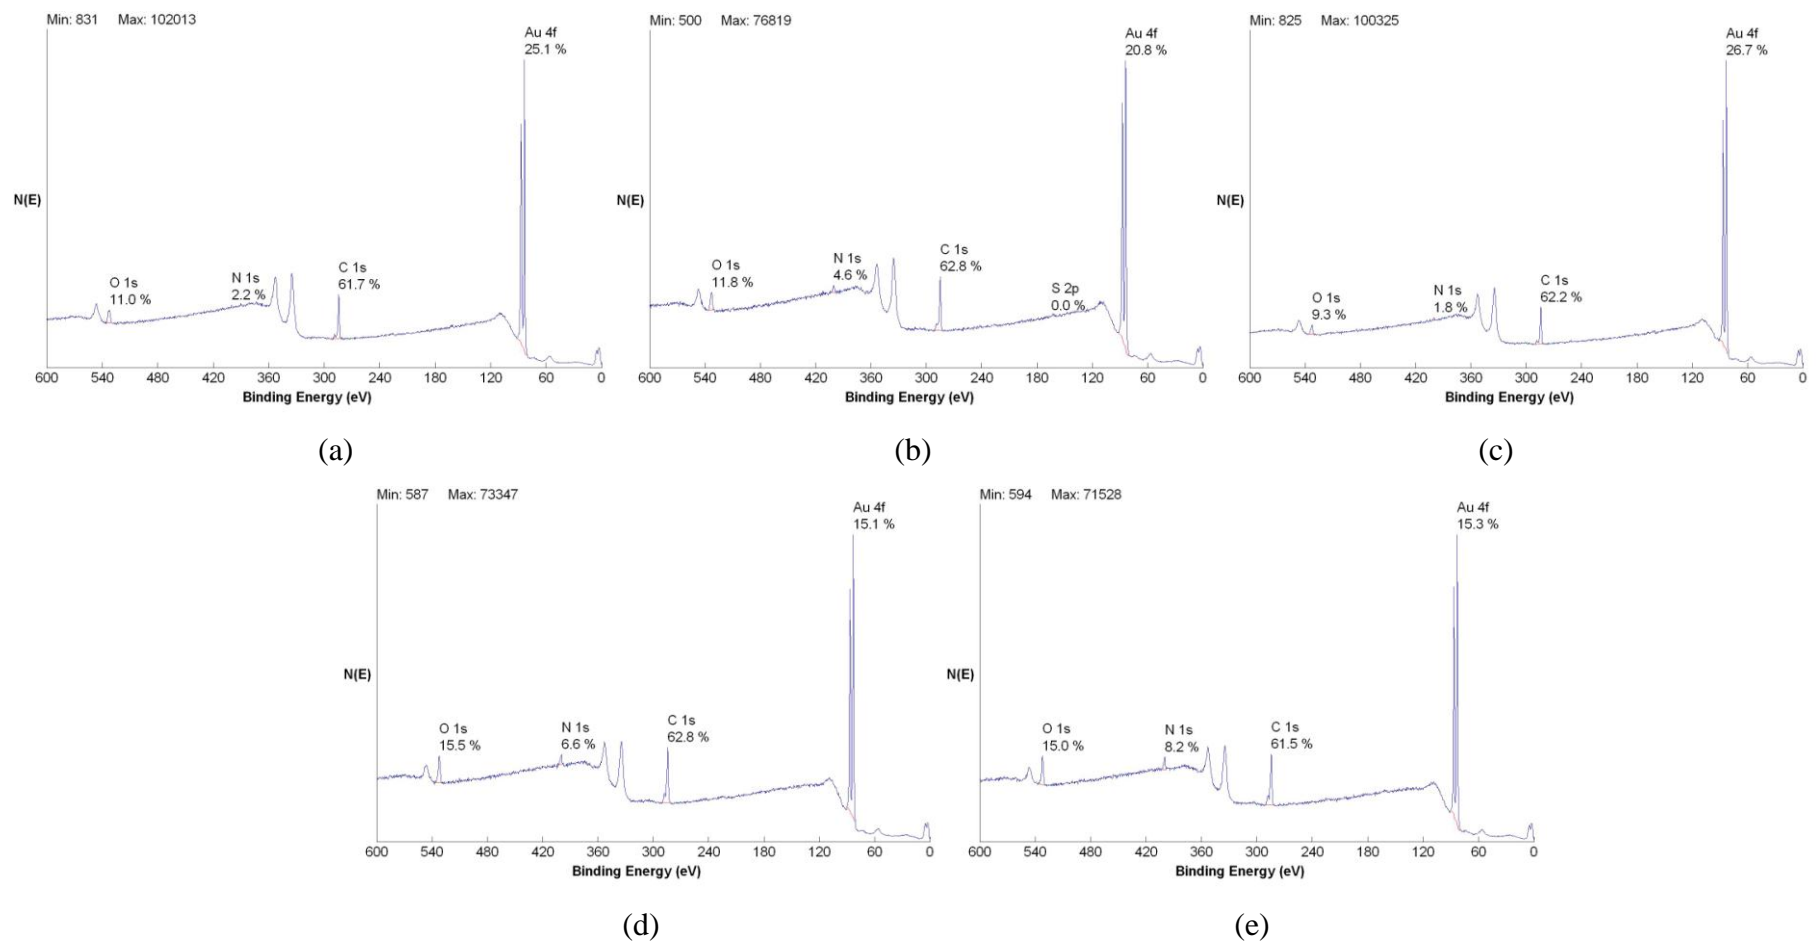 Min: 831 Max: 102013
Au 4f
25.1 %
N(E)
O 1s
11.0 %
N 1s
2.2 %
C 1s
61.7 %
600 540 480 420 360 300 240 180 120 60 0
Binding Energy (eV)
(a)
Min: 500 Max: 76819
Au 4f
20.8 %
N(E)
O 1s
11.8 %
N 1s
4.6 %
C 1s
62.8 %
S 2p
0.0 %
600 540 480 420 360 300 240 180 120 60 0
Binding Energy (eV)
(b)
Min: 825 Max: 100325
Au 4f
26.7 %
N(E)
O 1s
9.3 %
N 1s
1.8 %
C 1s
62.2 %
600 540 480 420 360 300 240 180 120 60 0
Binding Energy (eV)
(c)
Min: 587 Max: 73347
Au 4f
15.1 %
N(E)
O 1s
15.5 %
N 1s
6.6 %
C 1s
62.8 %
600 540 480 420 360 300 240 180 120 60 0
Binding Energy (eV)
(d)
Min: 594 Max: 71528
Au 4f
15.3 %
N(E)
O 1s
15.0 %
N 1s
8.2 %
C 1s
61.5 %
600 540 480 420 360 300 240 180 120 60 0
Binding Energy (eV)
(e)